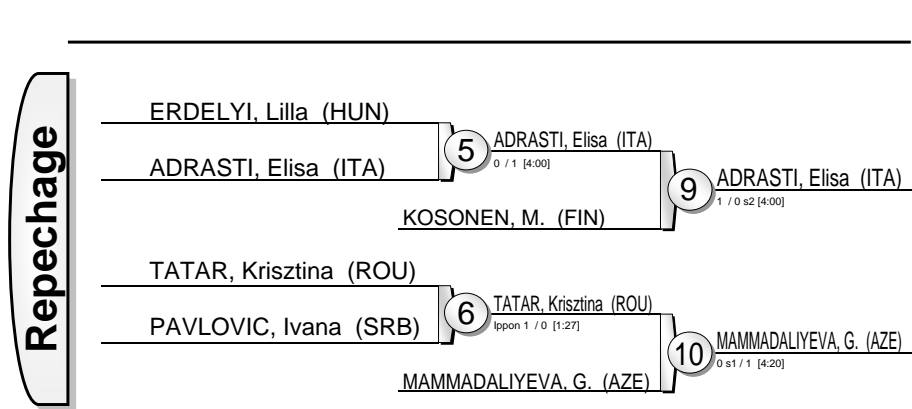 Repechage
ERDELYI, Lilla (HUN)
ADRASTI, Elisa (ITA)
5
ADRASTI, Elisa (ITA)
0 / 1 [4:00]
KOSONEN, M. (FIN)
9
ADRASTI, Elisa (ITA)
1 / 0 s2 [4:00]
TATAR, Krisztina (ROU)
PAVLOVIC, Ivana (SRB)
6
TATAR, Krisztina (ROU)
Ippon 1 / 0 [1:27]
MAMMADALIYEVA, G. (AZE)
10
MAMMADALIYEVA, G. (AZE)
0 s1 / 1 [4:20]